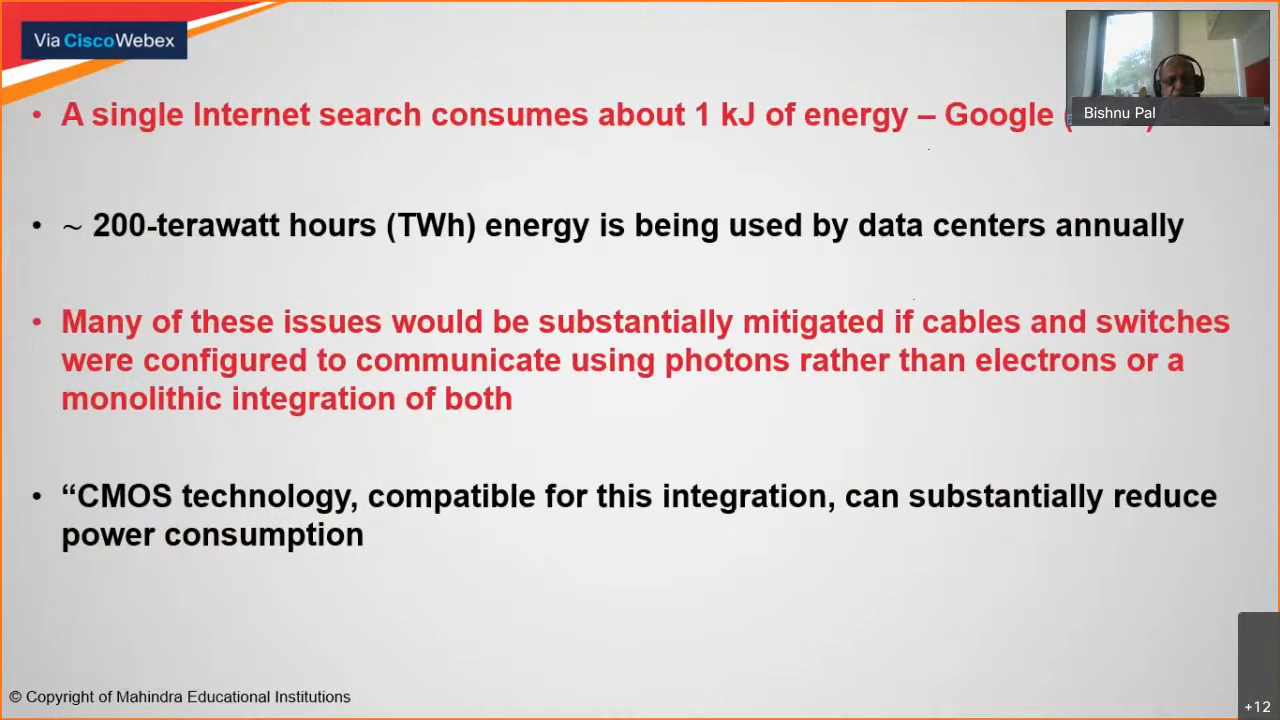 Via CiscoWebex
Bishnu Pal
• A single Internet search consumes about 1 kJ of energy – Google (
• ~ 200-terawatt hours (TWh) energy is being used by data centers annually
• Many of these issues would be substantially mitigated if cables and switches
were configured to communicate using photons rather than electrons or a
monolithic integration of both
• “CMOS technology, compatible for this integration, can substantially reduce
power consumption
© Copyright of Mahindra Educational Institutions
+12